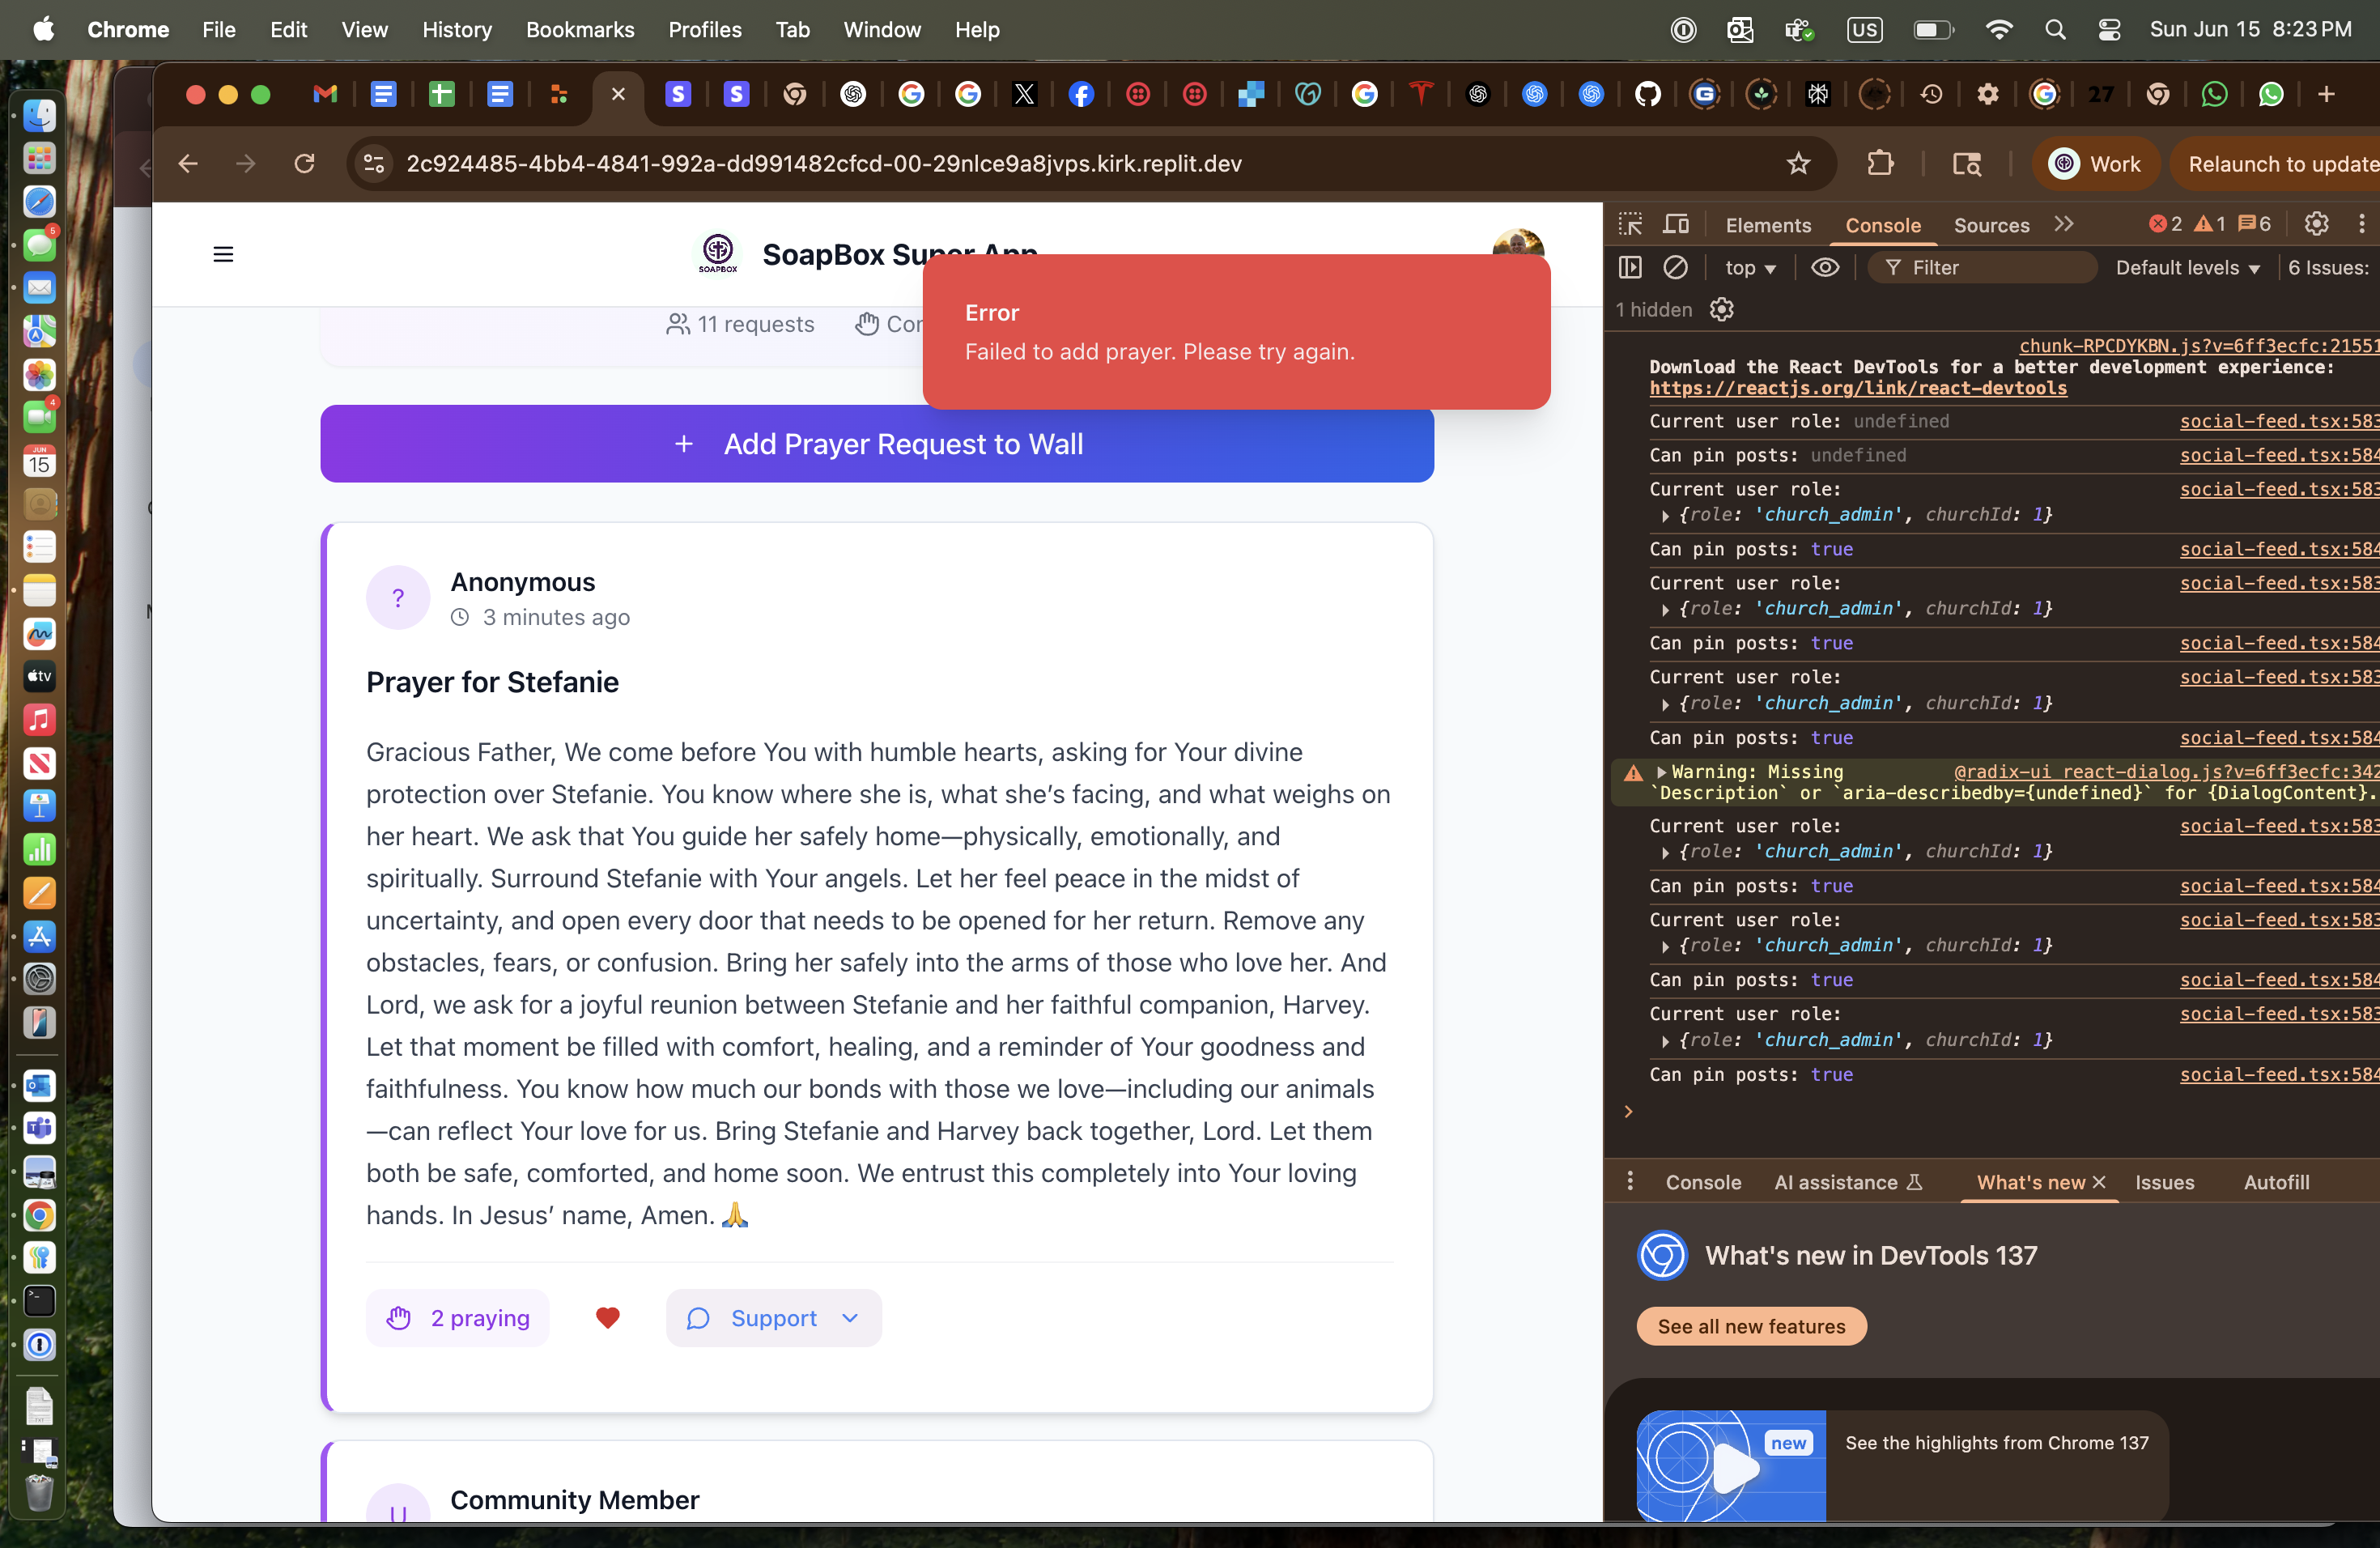 Chrome File Edit View History Bookmarks Profiles Tab Window Help US Sun Jun 15 8:23 PM
27
2c924485-4bb4-4841-992a-dd991482cfcd-00-29nlce9a8jvps.kirk.replit.dev
Work
Relaunch to update
SOAPBOX
SoapBox Super App
11 requests
Error
Failed to add prayer. Please try again.
+ Add Prayer Request to Wall
?
Anonymous
3 minutes ago
Prayer for Stefanie
Gracious Father, We come before You with humble hearts, asking for Your divine
protection over Stefanie. You know where she is, what she’s facing, and what weighs on
her heart. We ask that You guide her safely home—physically, emotionally, and
spiritually. Surround Stefanie with Your angels. Let her feel peace in the midst of
uncertainty, and open every door that needs to be opened for her return. Remove any
obstacles, fears, or confusion. Bring her safely into the arms of those who love her. And
Lord, we ask for a joyful reunion between Stefanie and her faithful companion, Harvey.
Let that moment be filled with comfort, healing, and a reminder of Your goodness and
faithfulness. You know how much our bonds with those we love—including our animals
—can reflect Your love for us. Bring Stefanie and Harvey back together, Lord. Let them
both be safe, comforted, and home soon. We entrust this completely into Your loving
hands. In Jesus’ name, Amen. 🙏
2 praying
Support
U
Community Member
Elements Console Sources 2 1 6
top Filter Default levels 6 Issues:
1 hidden
chunk-RPCDYKBN.js?v=6ff3ecfc:21551
Download the React DevTools for a better development experience:
https://reactjs.org/link/react-devtools
Current user role: undefined social-feed.tsx:583
Can pin posts: undefined social-feed.tsx:584
Current user role: social-feed.tsx:583
{role: 'church_admin', churchId: 1}
Can pin posts: true social-feed.tsx:584
Current user role: social-feed.tsx:583
{role: 'church_admin', churchId: 1}
Can pin posts: true social-feed.tsx:584
Current user role: social-feed.tsx:583
{role: 'church_admin', churchId: 1}
Can pin posts: true social-feed.tsx:584
Warning: Missing @radix-ui_react-dialog.js?v=6ff3ecfc:342
`Description` or `aria-describedby={undefined}` for {DialogContent}.
Current user role: social-feed.tsx:583
{role: 'church_admin', churchId: 1}
Can pin posts: true social-feed.tsx:584
Current user role: social-feed.tsx:583
{role: 'church_admin', churchId: 1}
Can pin posts: true social-feed.tsx:584
Current user role: social-feed.tsx:583
{role: 'church_admin', churchId: 1}
Can pin posts: true social-feed.tsx:584
Console AI assistance What's new Issues Autofill
What's new in DevTools 137
See all new features
new
See the highlights from Chrome 137
5
4
JUN
15
tv